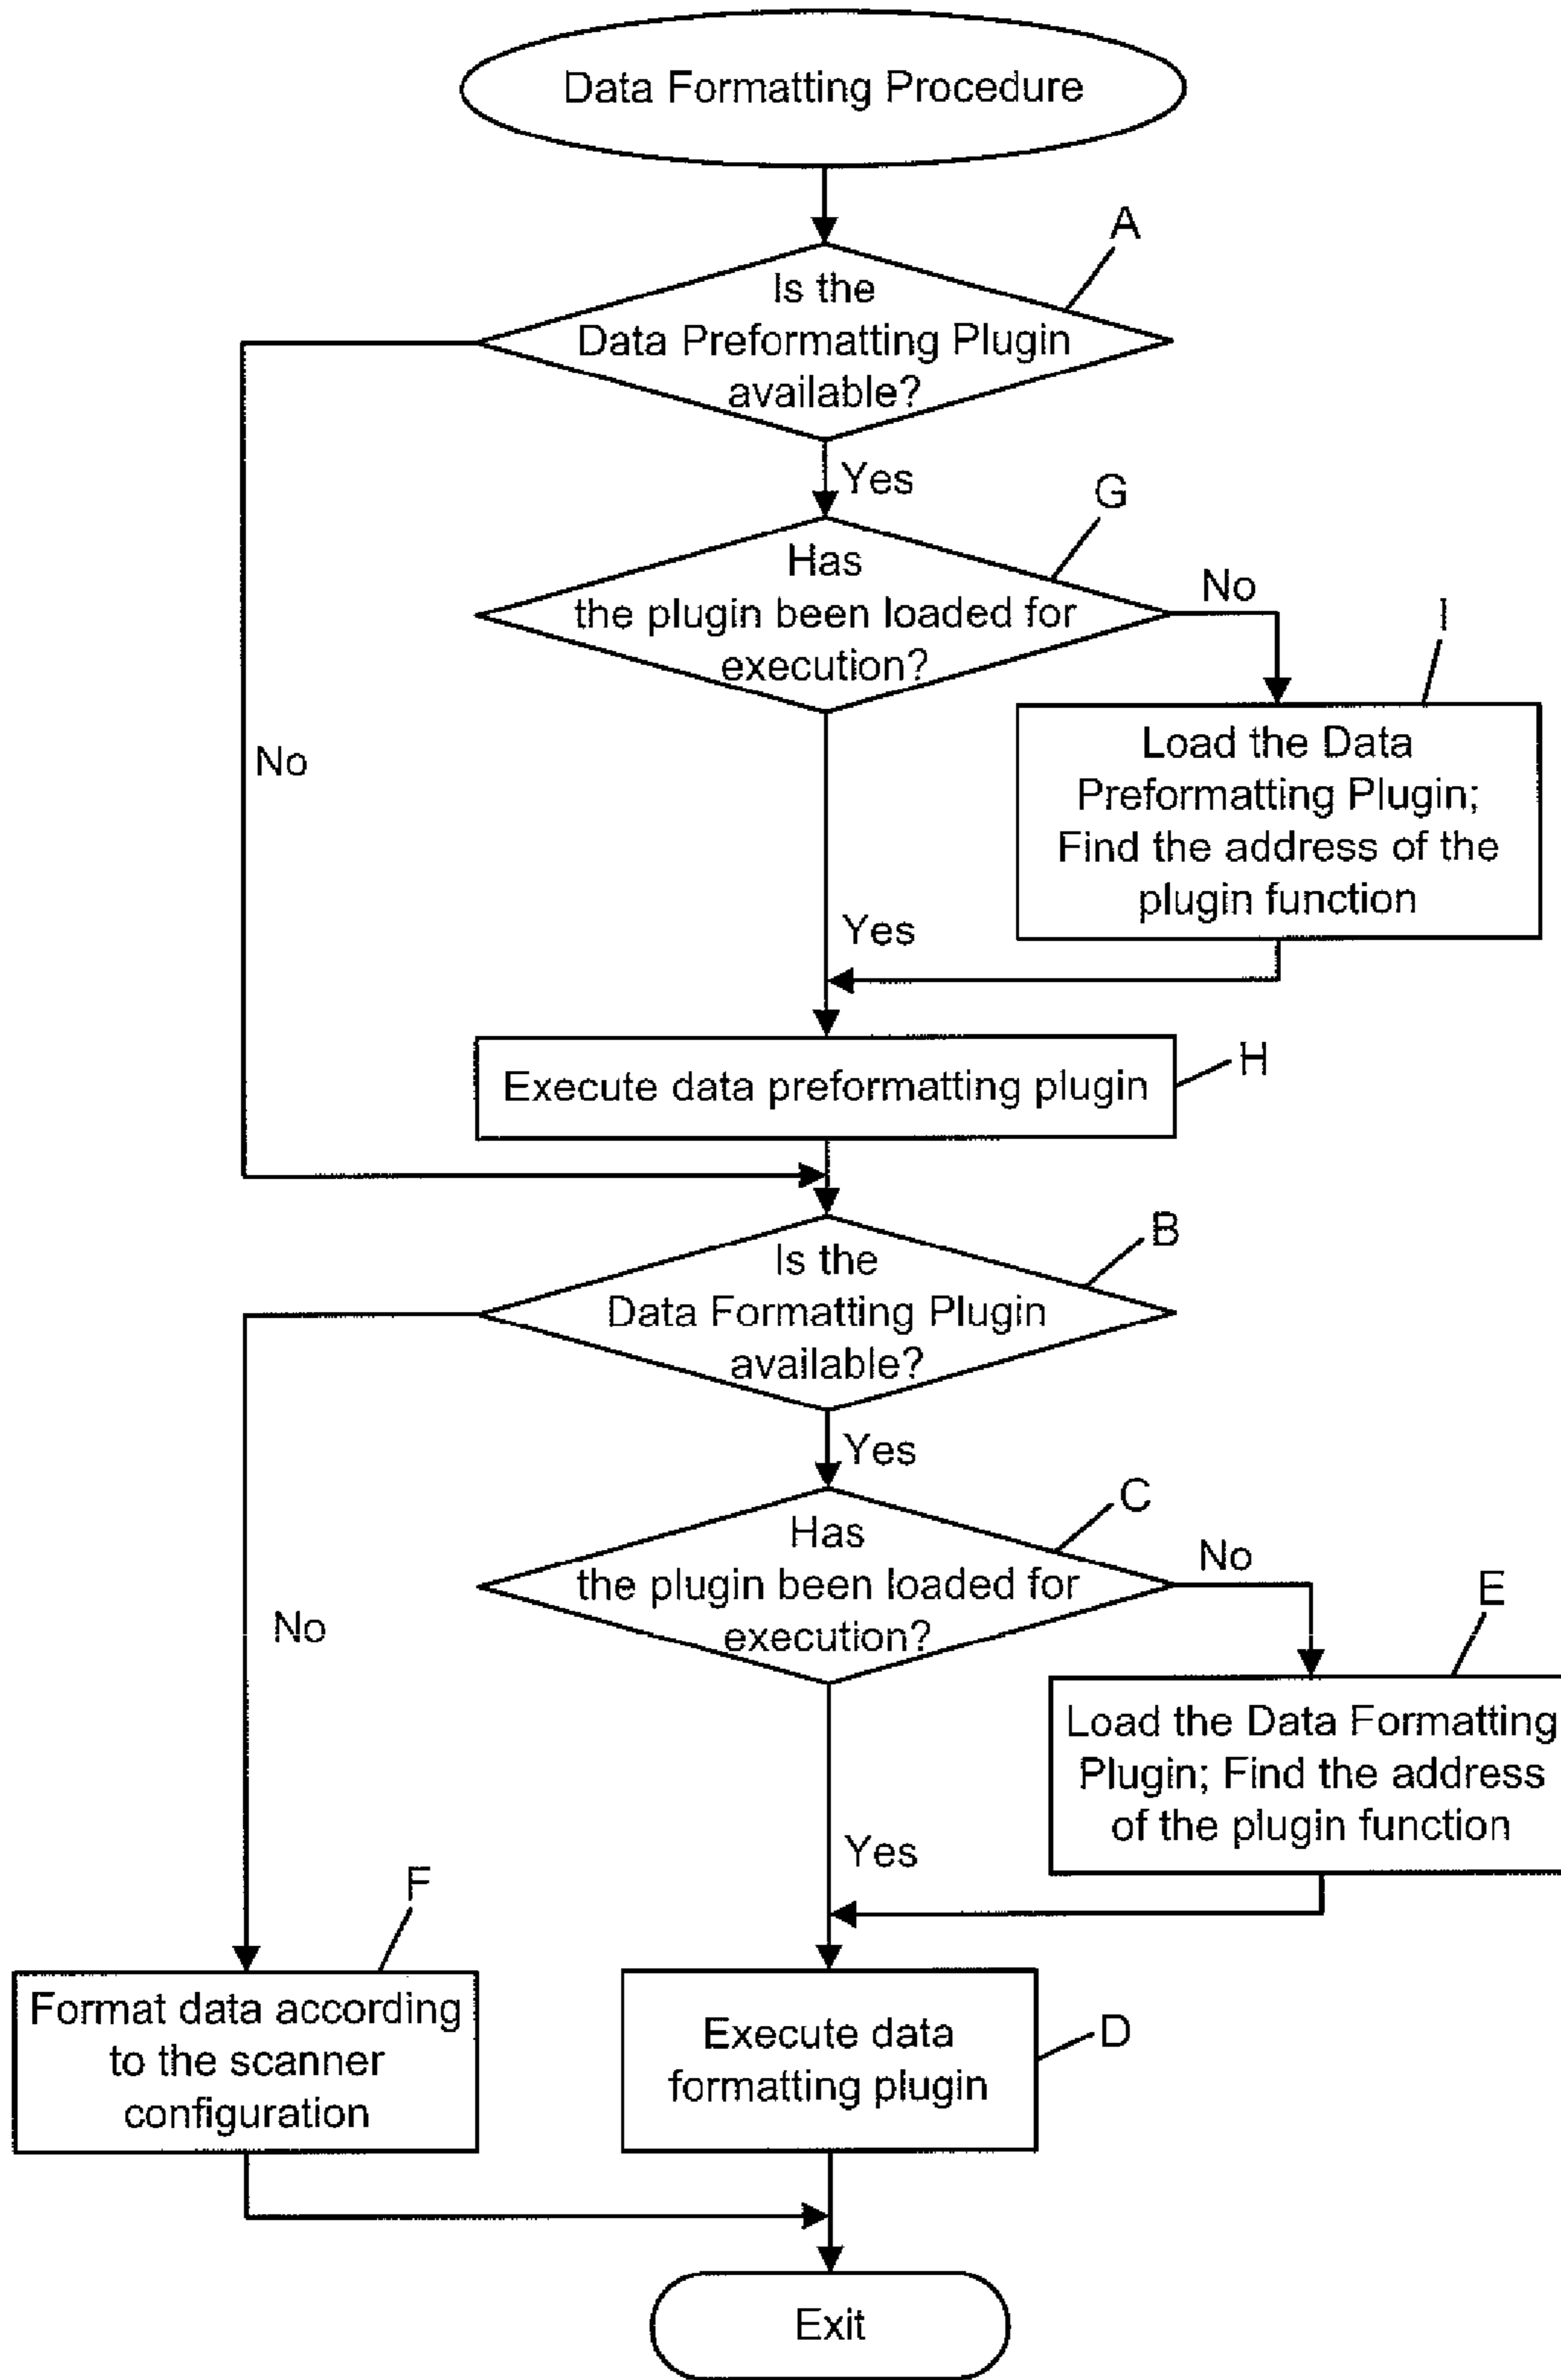 Data Formatting Procedure
A
Is the
Data Preformatting Plugin
available?
Yes
G
Has
the plugin been loaded for
execution?
No
I
Load the Data
Preformatting Plugin;
Find the address of the
plugin function
No
Yes
Execute data preformatting plugin
H
B
Is the
Data Formatting Plugin
available?
Yes
C
Has
the plugin been loaded for
execution?
No
E
Load the Data Formatting
Plugin; Find the address
of the plugin function
No
Yes
F
Format data according
to the scanner
configuration
Execute data
formatting plugin
D
Exit